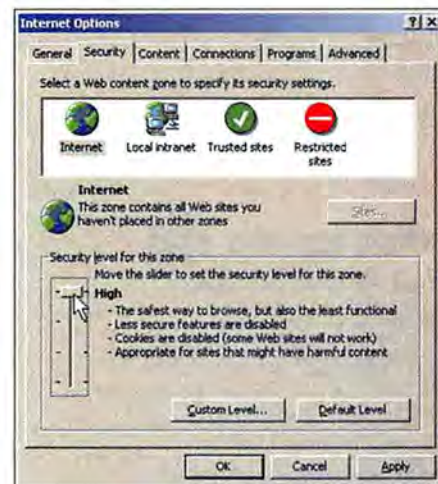 Internet Options
General Security Content Connections Programs Advanced
Select a Web content zone to specify its security settings.
Internet Local intranet Trusted sites Restricted sites
Internet
This zone contains all Web sites you
haven't placed in other zones
Sites...
Security level for this zone
Move the slider to set the security level for this zone.
High
- The safest way to browse, but also the least functional
- Less secure features are disabled
- Cookies are disabled (some Web sites will not work)
- Appropriate for sites that might have harmful content
Custom Level... Default Level
OK Cancel Apply